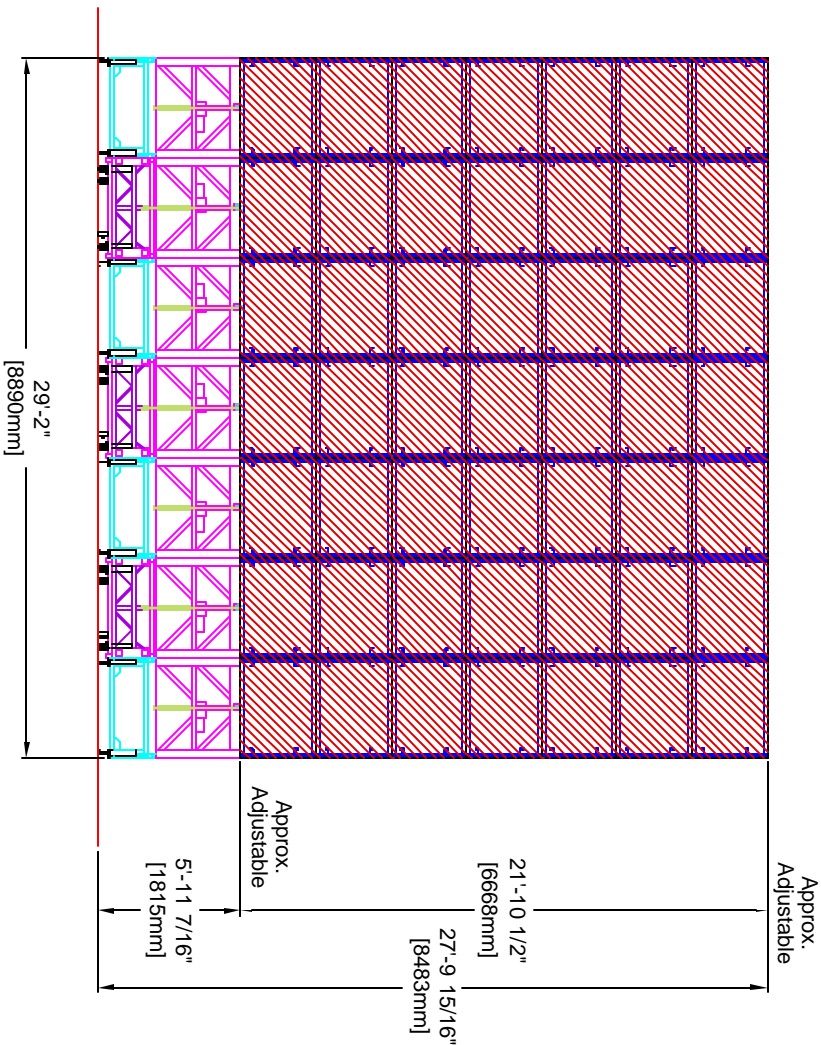 Approx.
Adjustable
21'-10 1/2"
[6668mm]
27'-9 15/16"
[8483mm]
Approx.
Adjustable
5'-11 7/16"
[1815mm]
29'-2"
[8890mm]